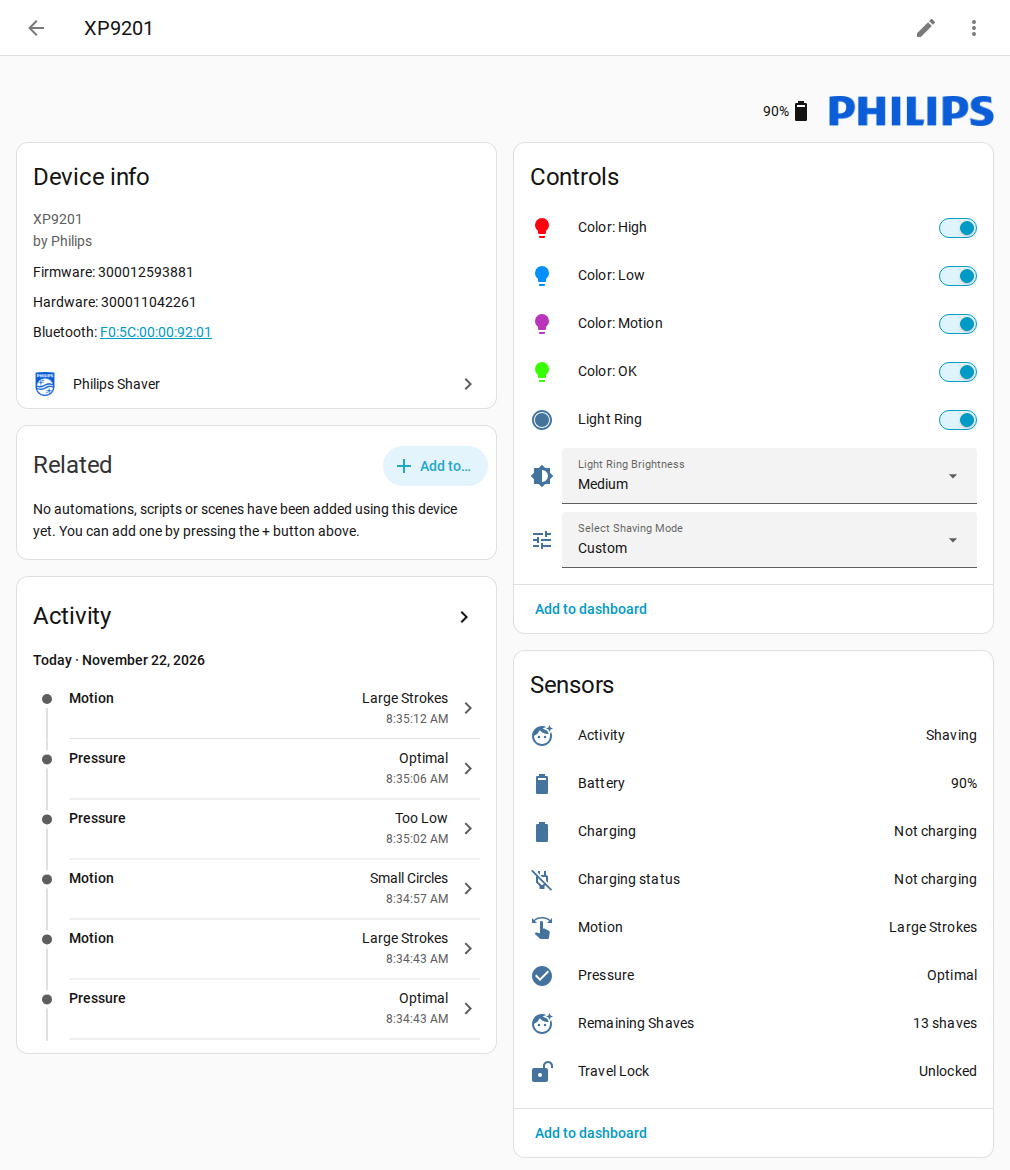 XP9201
90%
PHILIPS
Device info
XP9201
by Philips
Firmware: 300012593881
Hardware: 300011042261
Bluetooth: F0:5C:00:00:92:01
PHILIPS
Philips Shaver
Related
Add to...
No automations, scripts or scenes have been added using this device
yet. You can add one by pressing the + button above.
Activity
Today · November 22, 2026
Motion Large Strokes
8:35:12 AM
Pressure Optimal
8:35:06 AM
Pressure Too Low
8:35:02 AM
Motion Small Circles
8:34:57 AM
Motion Large Strokes
8:34:43 AM
Pressure Optimal
8:34:43 AM
Controls
Color: High
Color: Low
Color: Motion
Color: OK
Light Ring
Light Ring Brightness
Medium
Select Shaving Mode
Custom
Add to dashboard
Sensors
Activity Shaving
Battery 90%
Charging Not charging
Charging status Not charging
Motion Large Strokes
Pressure Optimal
Remaining Shaves 13 shaves
Travel Lock Unlocked
Add to dashboard